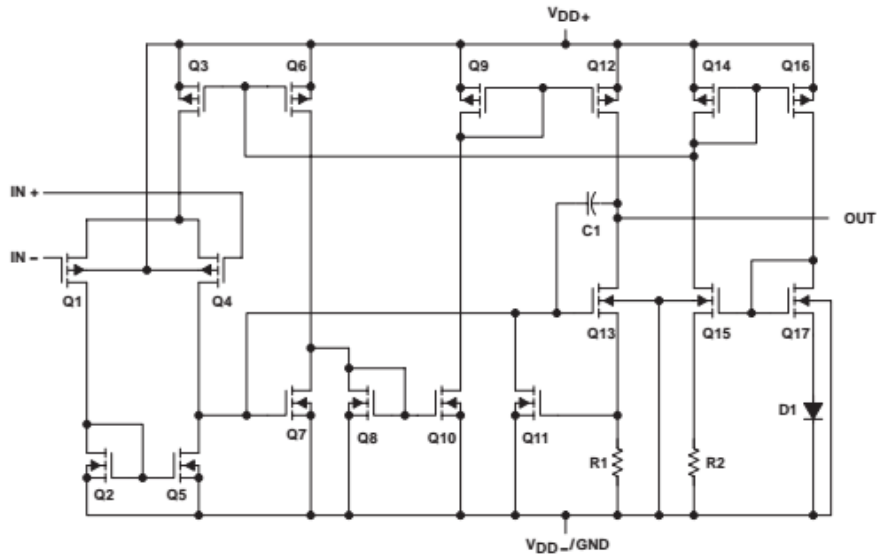 VDD+
Q3
Q6
Q9
Q12
Q14
Q16
IN +
C1
OUT
IN –
Q1
Q4
Q13
Q15
Q17
Q7
Q8
Q10
Q11
D1
Q2
Q5
R1
R2
VDD–/GND